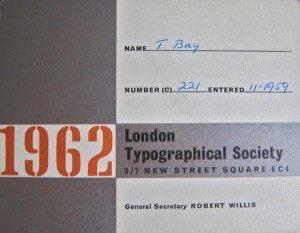 NAME T. Bay
NUMBER (C) 221 ENTERED 11-1959
1962
London
Typographical Society
3/7 NEW STREET SQUARE EC4
General Secretary ROBERT WILLIS